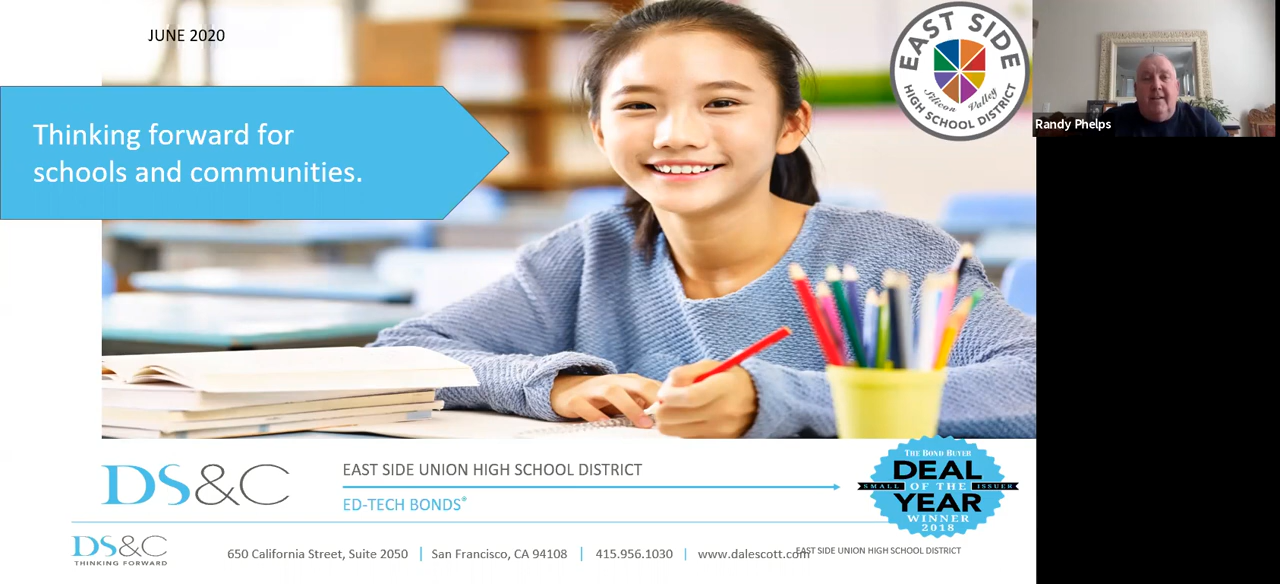 JUNE 2020
EAST SIDE
Silicon Valley
HIGH SCHOOL DISTRICT
Randy Phelps
Thinking forward for
schools and communities.
DS&C
EAST SIDE UNION HIGH SCHOOL DISTRICT
ED-TECH BONDS®
THE BOND BUYER
DEAL
SMALL OF THE ISSUER
YEAR
WINNER
2018
DS&C
THINKING FORWARD
650 California Street, Suite 2050 | San Francisco, CA 94108 | 415.956.1030 | www.dalescott.com
EAST SIDE UNION HIGH SCHOOL DISTRICT